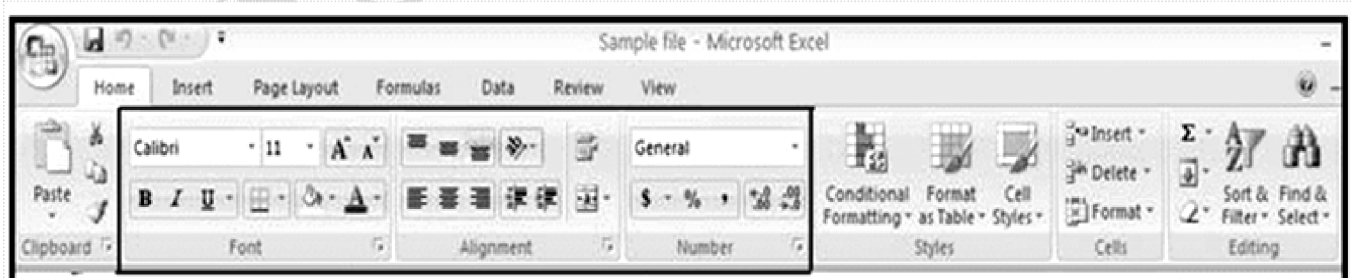 Sample file - Microsoft Excel
Home Insert Page Layout Formulas Data Review View
Calibri 11 A A General Insert
Paste B I U A $ % , Conditional Formatting Format as Table Cell Styles Delete Format Σ Sort & Filter Find & Select
Clipboard Font Alignment Number Styles Cells Editing